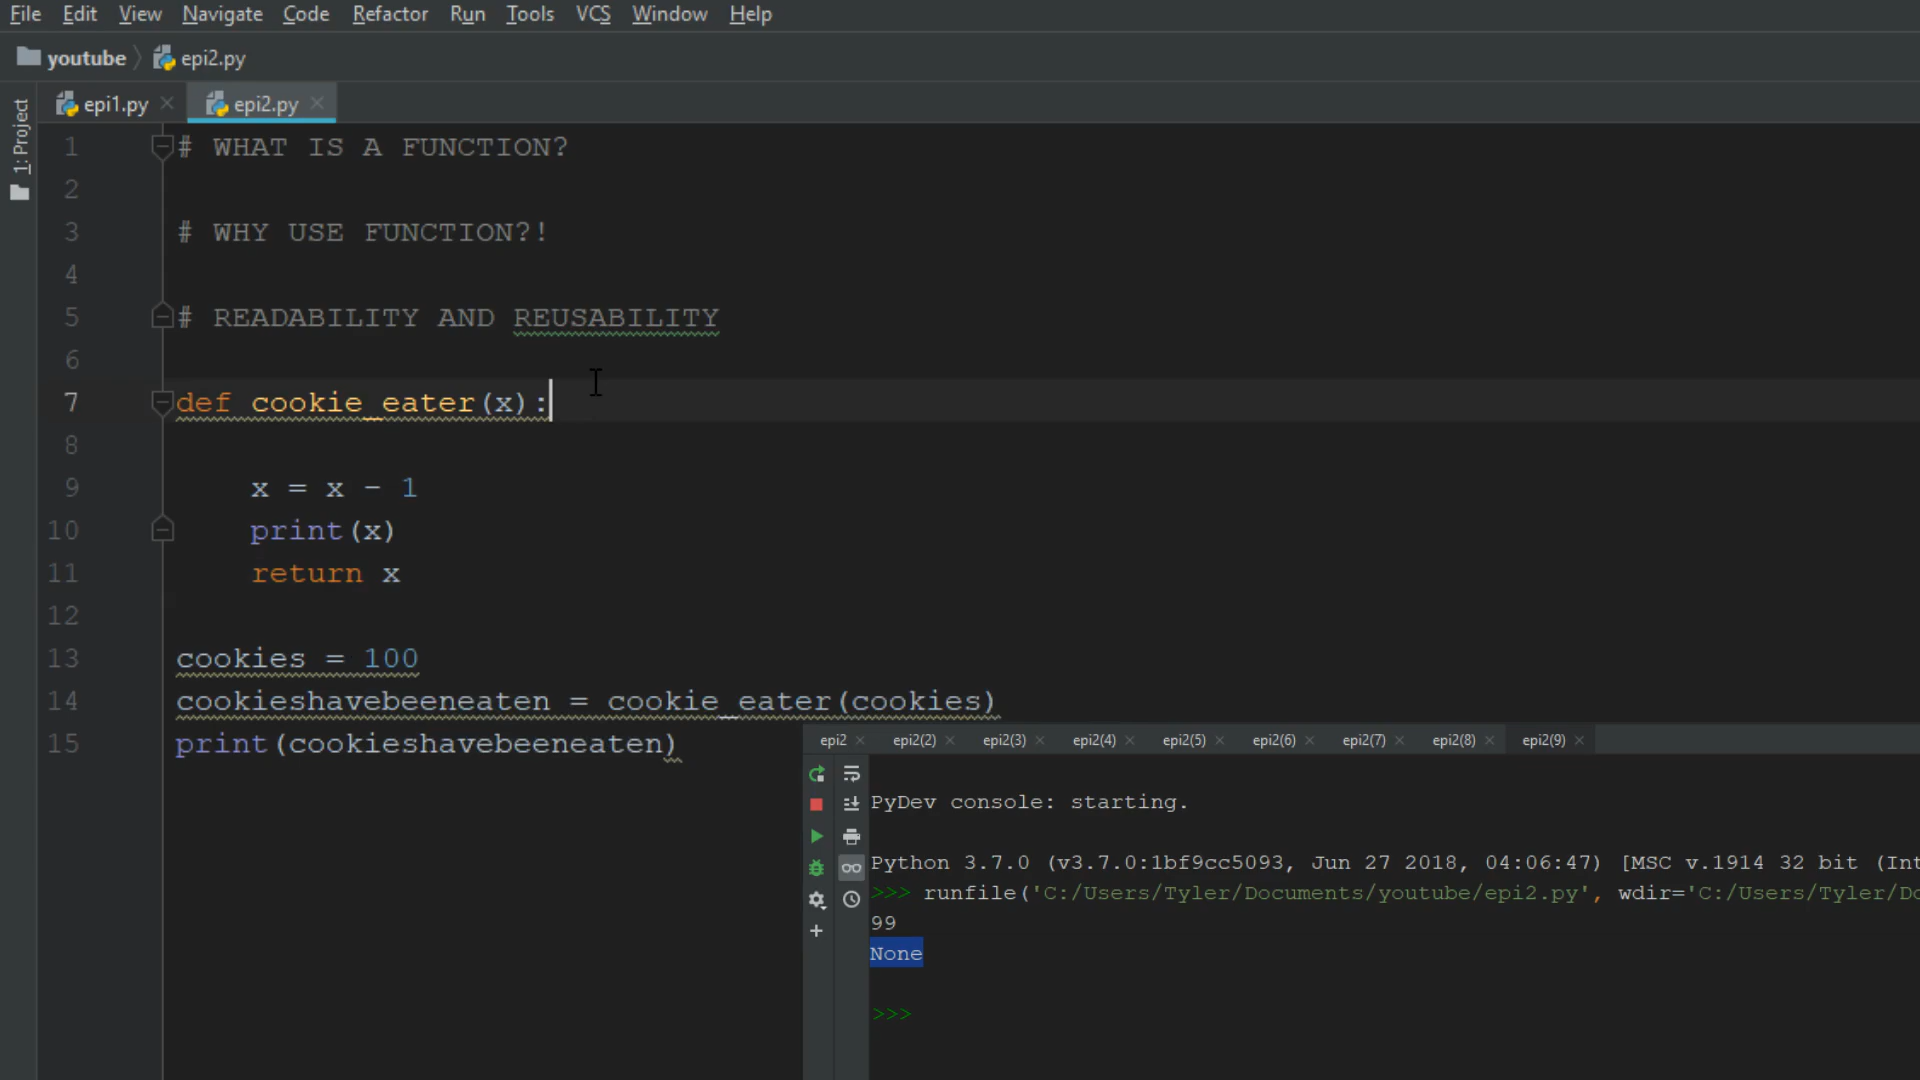 File Edit View Navigate Code Refactor Run Tools VCS Window Help
youtube epi2.py
1: Project
epi1.py epi2.py
1 # WHAT IS A FUNCTION?
2
3 # WHY USE FUNCTION?!
4
5 # READABILITY AND REUSABILITY
6
7 def cookie_eater(x):
8
9 x = x - 1
10 print(x)
11 return x
12
13 cookies = 100
14 cookieshavebeeneaten = cookie_eater(cookies)
15 print(cookieshavebeeneaten)
epi2 epi2(2) epi2(3) epi2(4) epi2(5) epi2(6) epi2(7) epi2(8) epi2(9)
PyDev console: starting.
Python 3.7.0 (v3.7.0:1bf9cc5093, Jun 27 2018, 04:06:47) [MSC v.1914 32 bit (Int
>>> runfile('C:/Users/Tyler/Documents/youtube/epi2.py', wdir='C:/Users/Tyler/Do
99
None
>>>